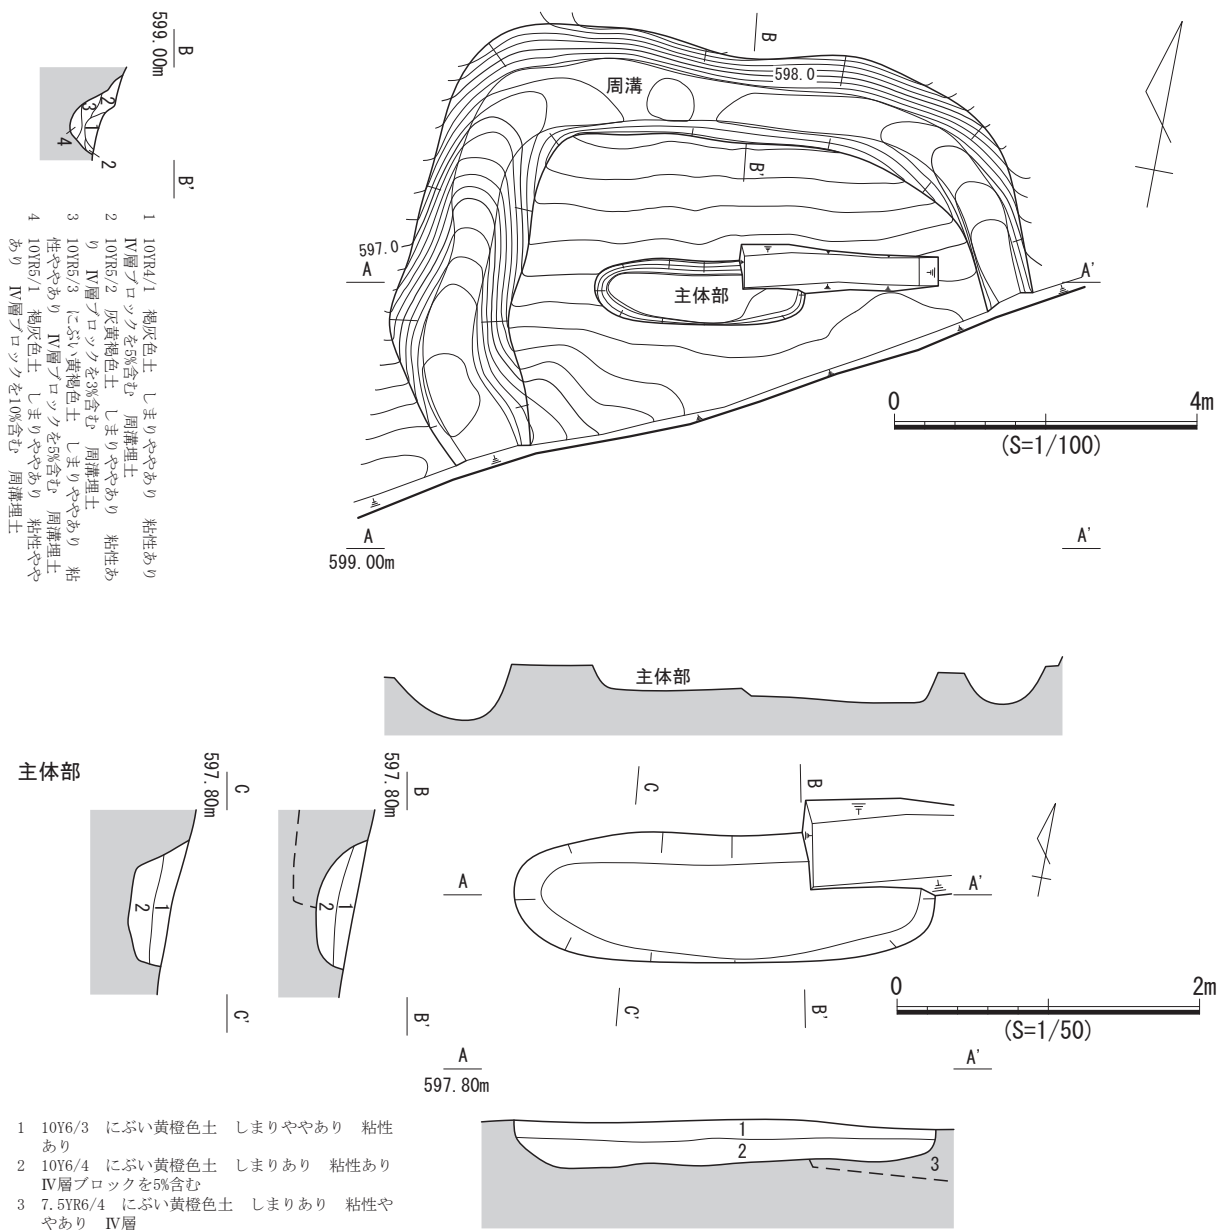 B
599.00m
2
3
1
4
2
B'
1 10YR4/1 褐灰色土 しまりややあり 粘性あり
Ⅳ層ブロックを5%含む 周溝埋土
2 10YR5/2 灰黄褐色土 しまりややあり 粘性あ
り Ⅳ層ブロックを3%含む 周溝埋土
3 10YR5/3 にぶい黄褐色土 しまりややあり 粘
性ややあり Ⅳ層ブロックを5%含む 周溝埋土
4 10YR5/1 褐灰色土 しまりややあり 粘性やや
あり Ⅳ層ブロックを10%含む 周溝埋土
B
598.0
周溝
B'
597.0
A
A'
主体部
0 4m
(S=1/100)
A
599.00m
A'
主体部
主体部
C
597.80m
1
2
C'
B
597.80m
1
2
B'
C
B
A
A'
C'
B'
0 2m
(S=1/50)
A
597.80m
A'
1
2
3
1 10Y6/3 にぶい黄橙色土 しまりややあり 粘性
あり
2 10Y6/4 にぶい黄橙色土 しまりあり 粘性あり
Ⅳ層ブロックを5%含む
3 7.5YR6/4 にぶい黄橙色土 しまりあり 粘性や
ややあり Ⅳ層